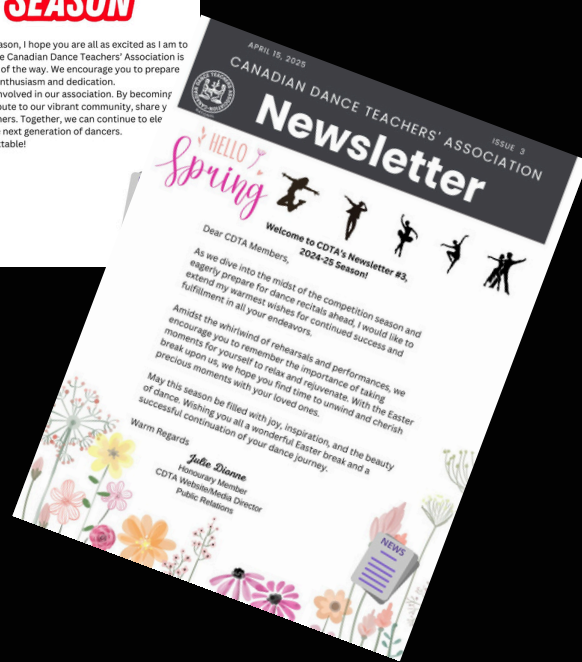 SEASON
ason, I hope you are all as excited as I am to
e Canadian Dance Teachers' Association is
of the way. We encourage you to prepare
nthusiasm and dedication.
nvolved in our association. By becoming
bute to our vibrant community, share y
ners. Together, we can continue to ele
next generation of dancers.
ttable!
APRIL 15, 2025
ISSUE 3
CANADIAN DANCE TEACHERS' ASSOCIATION
Newsletter
HELLO
Spring
Welcome to CDTA's Newsletter #3,
2024-25 Season!
Dear CDTA Members,
As we dive into the midst of the competition season and
eagerly prepare for dance recitals ahead, I would like to
extend my warmest wishes for continued success and
fulfillment in all your endeavors.
Amidst the whirlwind of rehearsals and performances, we
encourage you to remember the importance of taking
moments for yourself to relax and rejuvenate. With the Easter
break upon us, we hope you find time to unwind and cherish
precious moments with your loved ones.
May this season be filled with joy, inspiration, and the beauty
of dance. Wishing you all a wonderful Easter break and a
successful continuation of your dance journey.
Warm Regards
Julie Dionne
Honourary Member
CDTA Website/Media Director
Public Relations
NEWS